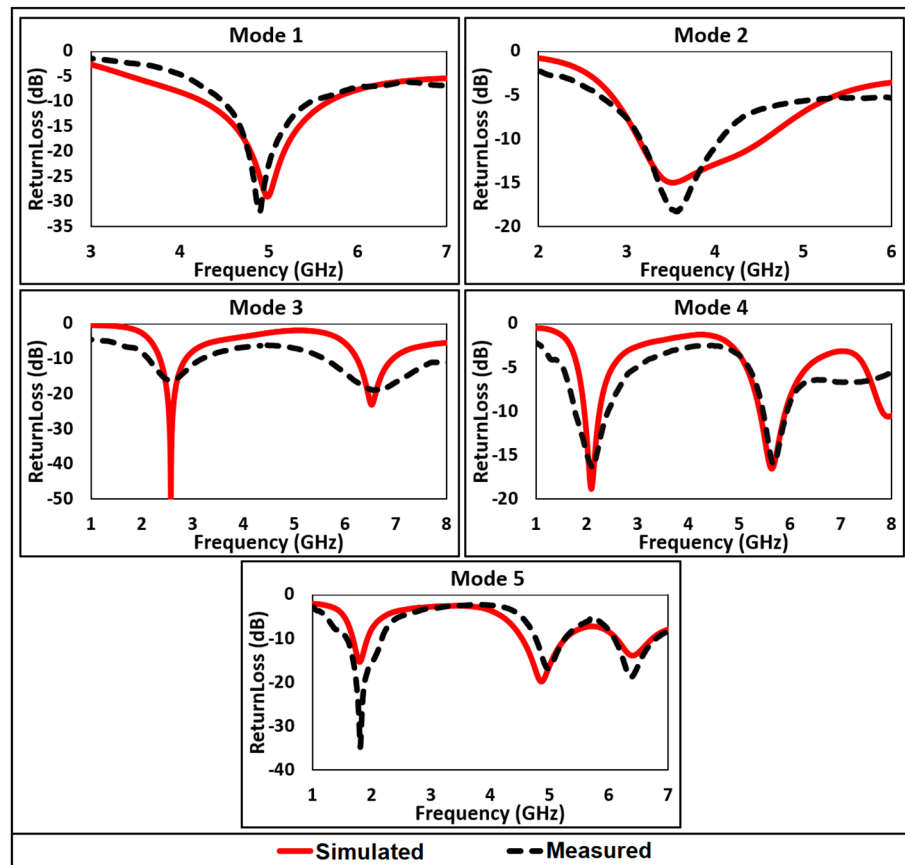 Mode 1
ReturnLoss (dB)
0
-5
-10
-15
-20
-25
-30
-35
3 4 5 6 7
Frequency (GHz)
Mode 2
ReturnLoss (dB)
0
-5
-10
-15
-20
2 3 4 5 6
Frequency (GHz)
Mode 3
ReturnLoss (dB)
0
-10
-20
-30
-40
-50
1 2 3 4 5 6 7 8
Frequency (GHz)
Mode 4
ReturnLoss (dB)
0
-5
-10
-15
-20
1 2 3 4 5 6 7 8
Frequency (GHz)
Mode 5
ReturnLoss (dB)
0
-10
-20
-30
-40
1 2 3 4 5 6 7
Frequency (GHz)
Simulated Measured